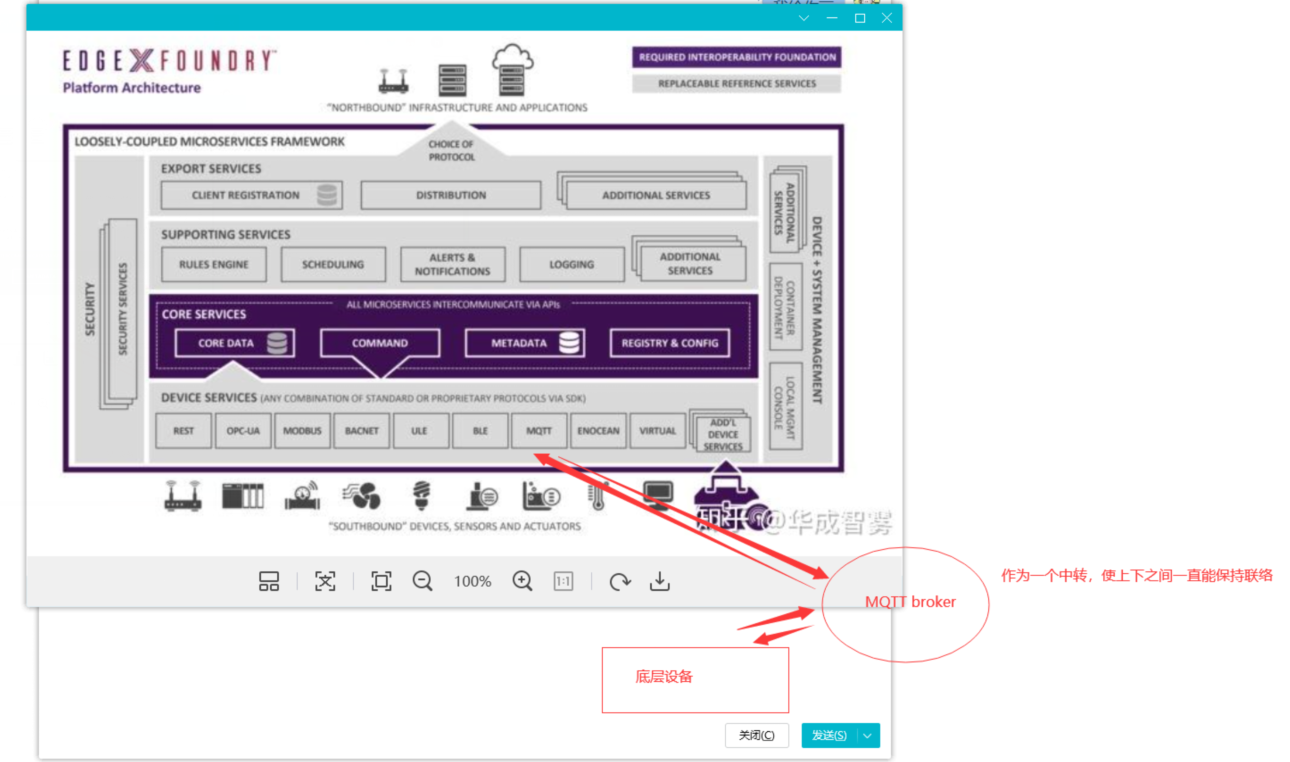 EDGE X FOUNDRY™
Platform Architecture
REQUIRED INTEROPERABILITY FOUNDATION
REPLACEABLE REFERENCE SERVICES
"NORTHBOUND" INFRASTRUCTURE AND APPLICATIONS
LOOSELY-COUPLED MICROSERVICES FRAMEWORK
CHOICE OF
PROTOCOL
EXPORT SERVICES
CLIENT REGISTRATION
DISTRIBUTION
ADDITIONAL SERVICES
SUPPORTING SERVICES
RULES ENGINE
SCHEDULING
ALERTS &
NOTIFICATIONS
LOGGING
ADDITIONAL
SERVICES
SECURITY
SECURITY SERVICES
ALL MICROSERVICES INTERCOMMUNICATE VIA APIs
CORE SERVICES
CORE DATA
COMMAND
METADATA
REGISTRY & CONFIG
DEVICE SERVICES (ANY COMBINATION OF STANDARD OR PROPRIETARY PROTOCOLS VIA SDK)
REST
OPC-UA
MODBUS
BACNET
ULE
BLE
MQTT
ENOCEAN
VIRTUAL
ADD'L
DEVICE
SERVICES
ADDITIONAL
SERVICES
CONTAINER
DEPLOYMENT
LOCAL MGMT
CONSOLE
DEVICE + SYSTEM MANAGEMENT
"SOUTHBOUND" DEVICES, SENSORS AND ACTUATORS
知乎 @华成智雾
100%
1:1
作为一个中转，使上下之间一直能保持联络
MQTT broker
底层设备
关闭(C)
发送(S)